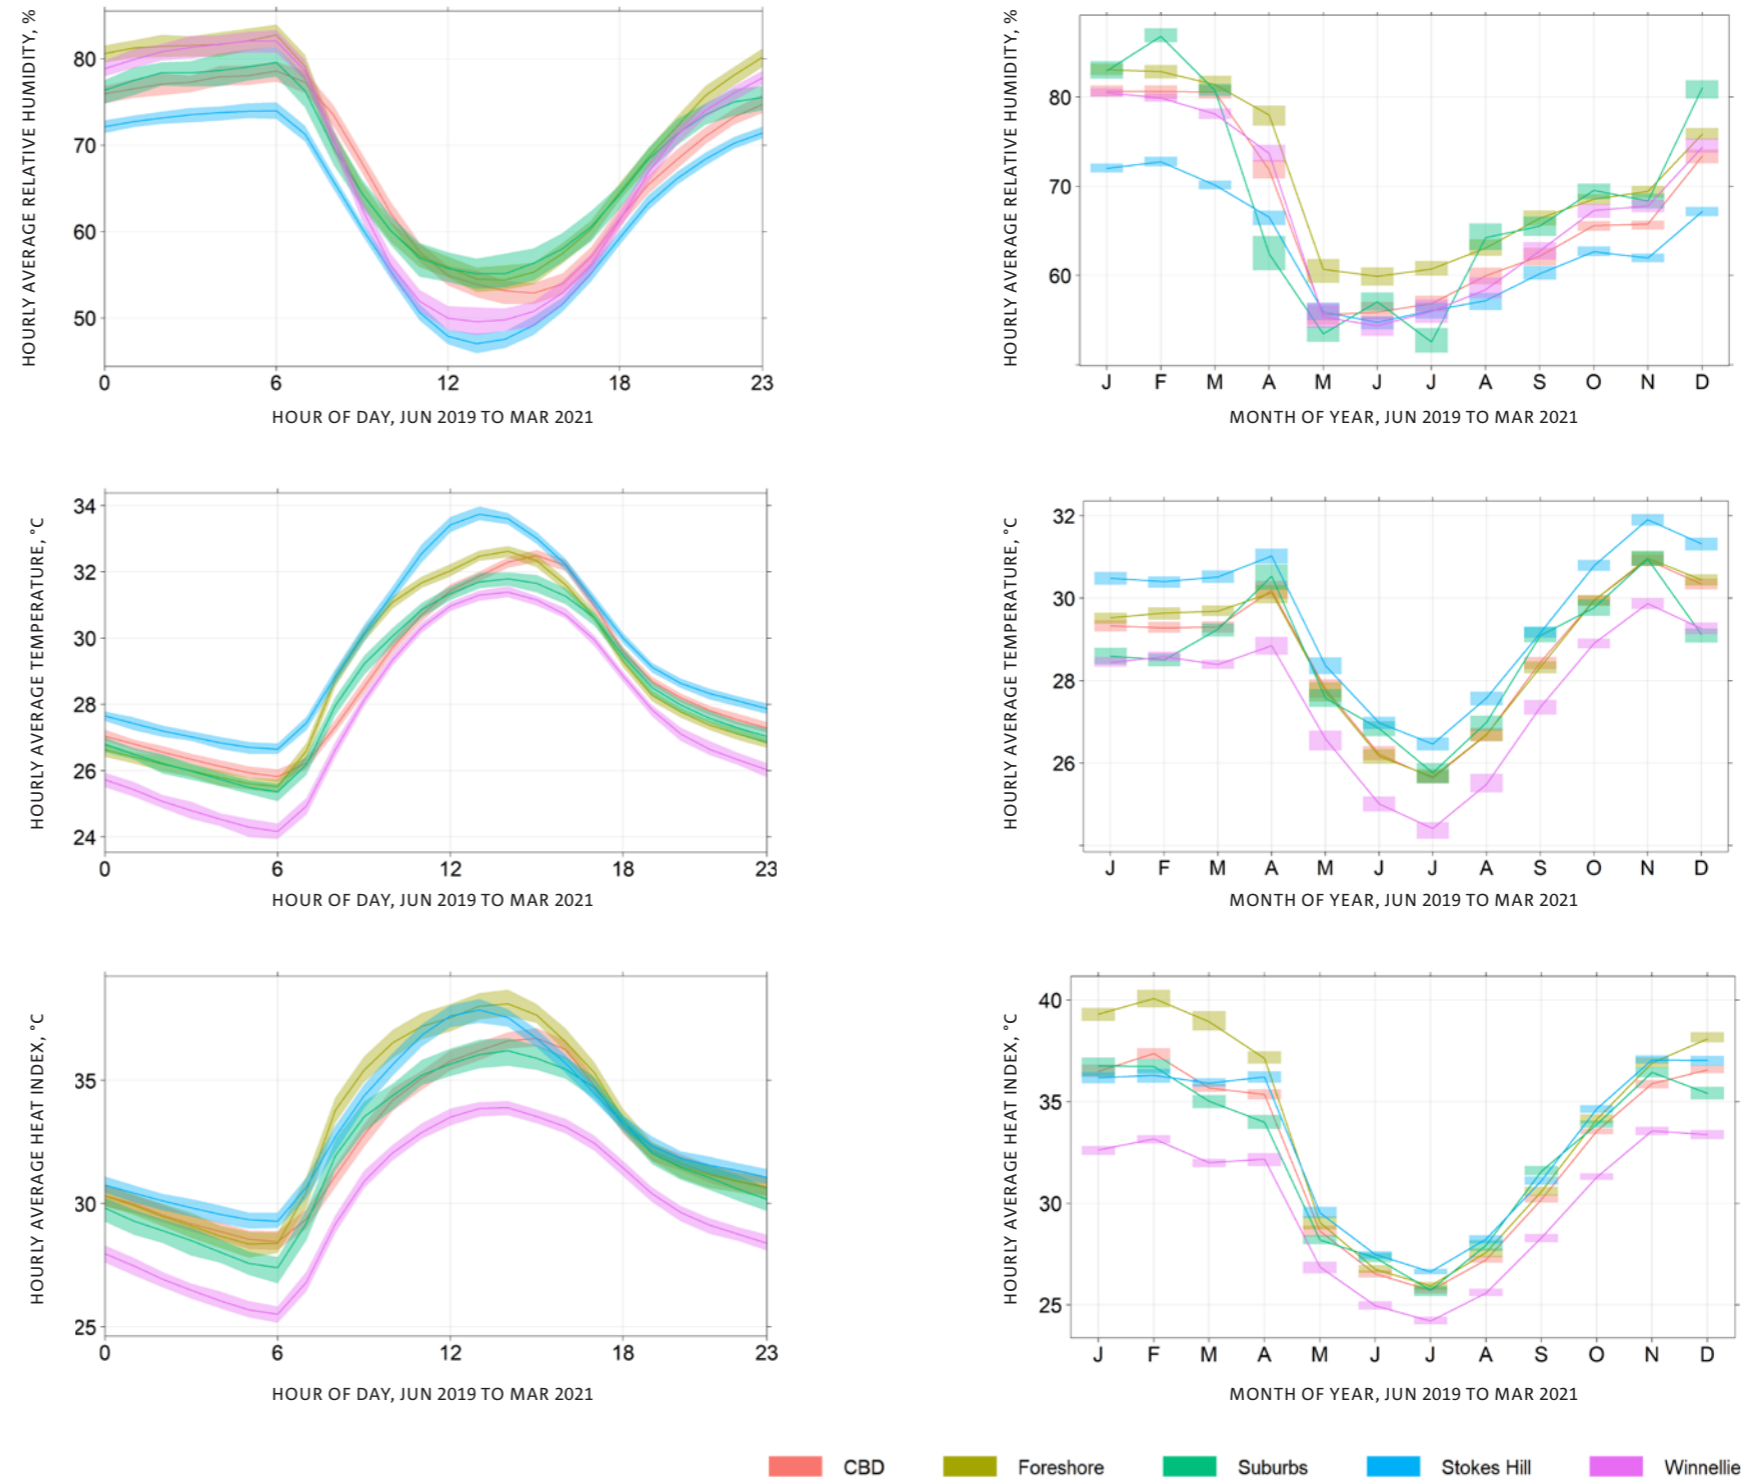 HOURLY AVERAGE RELATIVE HUMIDITY, %
80
70
60
50
0 6 12 18 23
HOUR OF DAY, JUN 2019 TO MAR 2021
HOURLY AVERAGE RELATIVE HUMIDITY, %
80
70
60
J F M A M J J A S O N D
MONTH OF YEAR, JUN 2019 TO MAR 2021
HOURLY AVERAGE TEMPERATURE, °C
34
32
30
28
26
24
0 6 12 18 23
HOUR OF DAY, JUN 2019 TO MAR 2021
HOURLY AVERAGE TEMPERATURE, °C
32
30
28
26
J F M A M J J A S O N D
MONTH OF YEAR, JUN 2019 TO MAR 2021
HOURLY AVERAGE HEAT INDEX, °C
35
30
25
0 6 12 18 23
HOUR OF DAY, JUN 2019 TO MAR 2021
HOURLY AVERAGE HEAT INDEX, °C
40
35
30
25
J F M A M J J A S O N D
MONTH OF YEAR, JUN 2019 TO MAR 2021
CBD Foreshore Suburbs Stokes Hill Winnellie